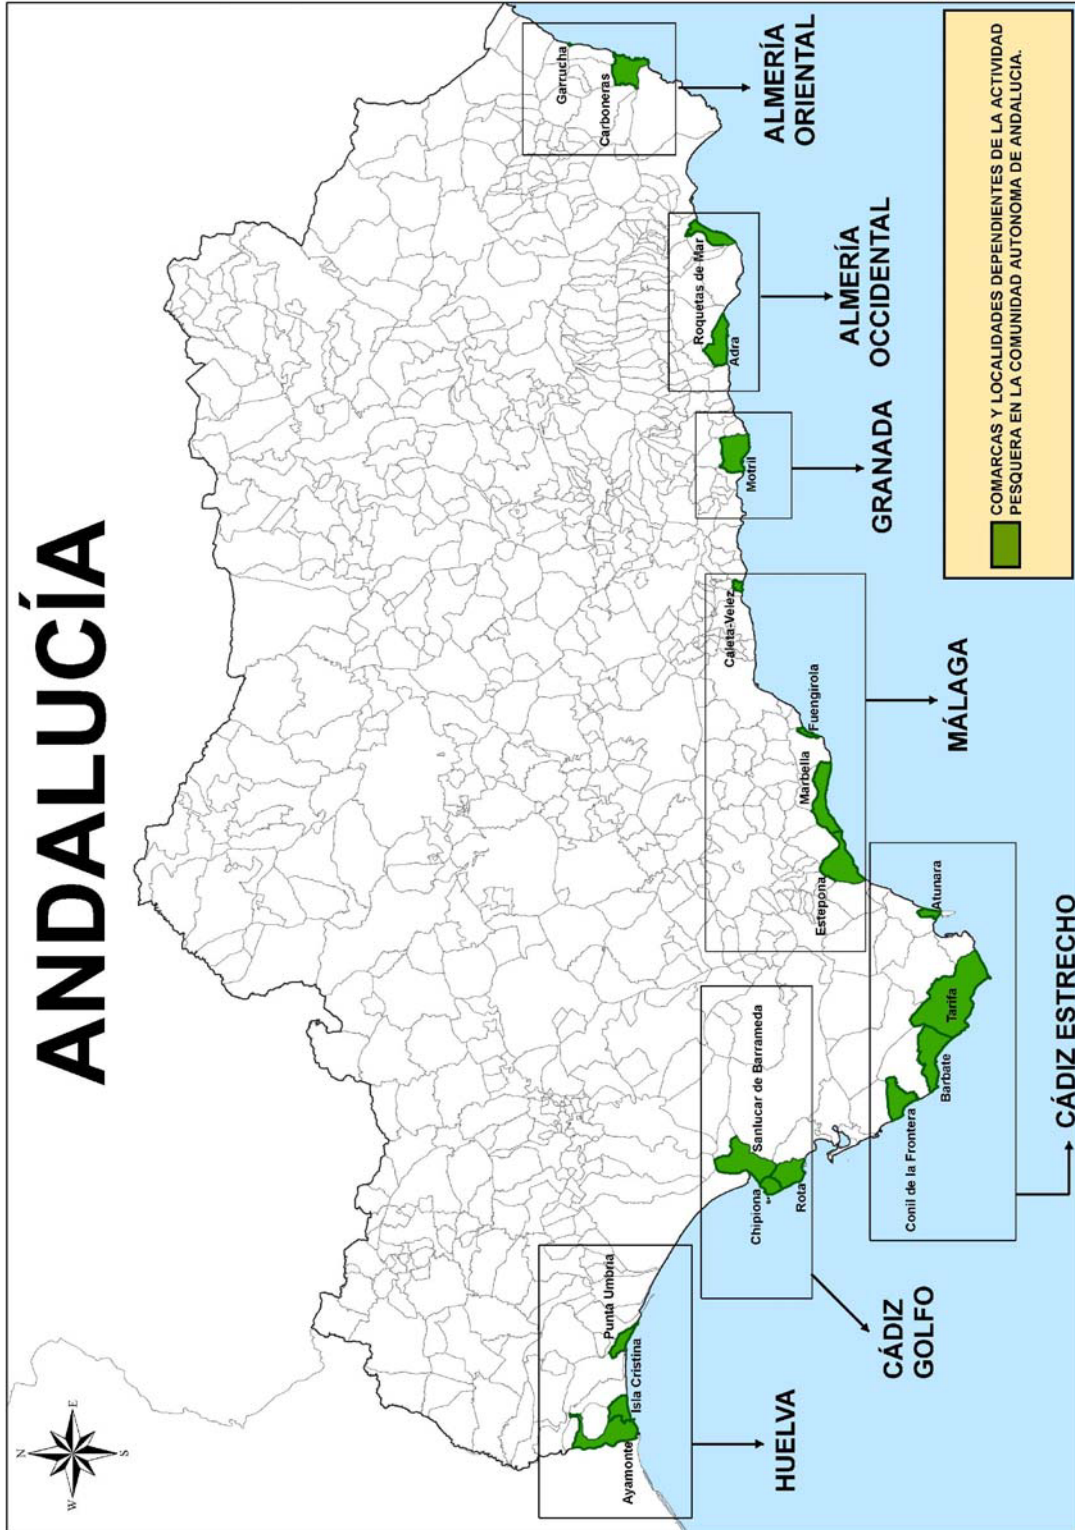 ANDALUCÍA
N
W
E
S
Ayamonte
Isla Cristina
Punta Umbria
HUELVA
Chipiona
Rota
Sanlucar de Barrameda
CÁDIZ
GOLFO
Conil de la Frontera
Barbate
Tarifa
Atunara
CÁDIZ ESTRECHO
Estepona
Marbella
Fuengirola
Caleta-Velez
MÁLAGA
Motril
GRANADA
Adra
Roquetas de Mar
ALMERÍA
OCCIDENTAL
Garrucha
Carboneras
ALMERÍA
ORIENTAL
COMARCAS Y LOCALIDADES DEPENDIENTES DE LA ACTIVIDAD
PESQUERA EN LA COMUNIDAD AUTONOMA DE ANDALUCIA.